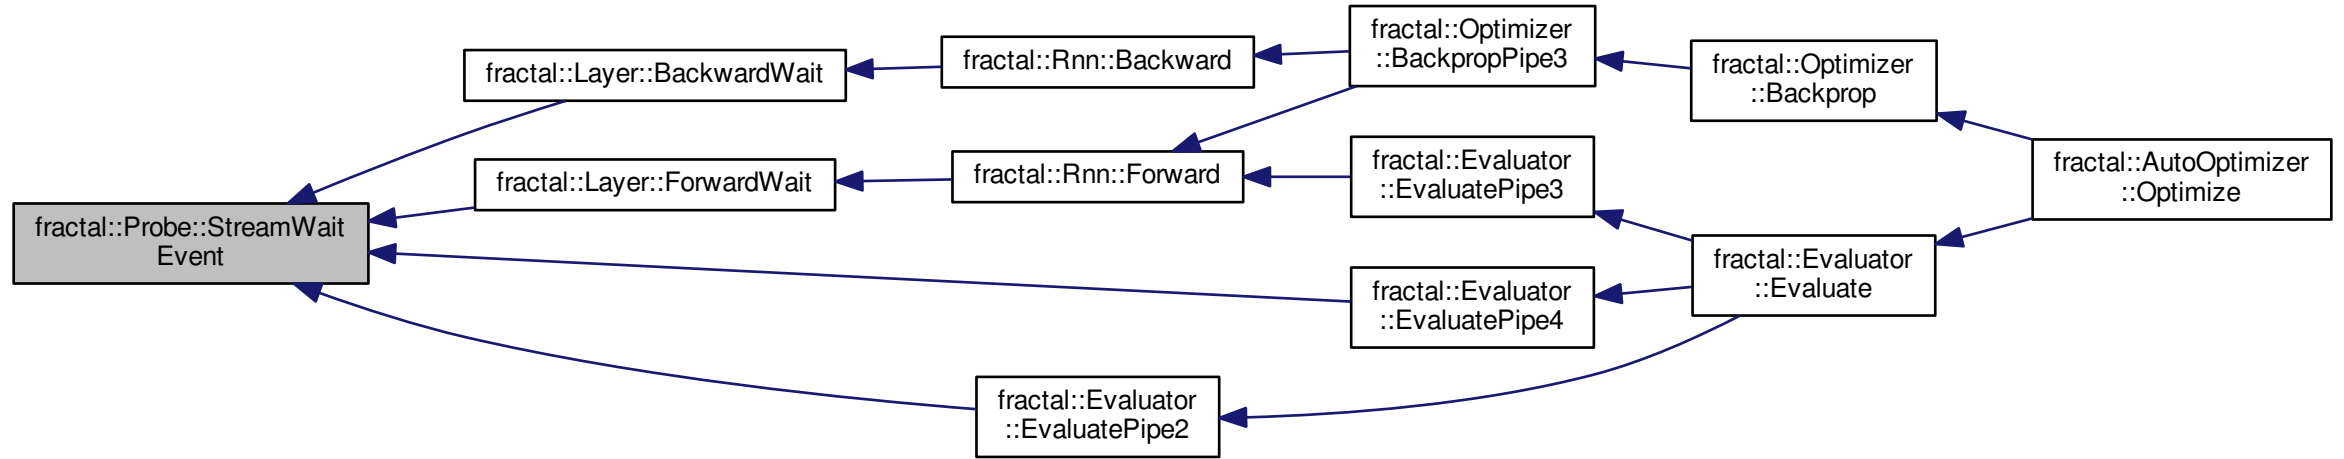 fractal::Probe::StreamWait
Event
fractal::Layer::BackwardWait
fractal::Layer::ForwardWait
fractal::Rnn::Backward
fractal::Rnn::Forward
fractal::Evaluator
::EvaluatePipe2
fractal::Optimizer
::BackpropPipe3
fractal::Evaluator
::EvaluatePipe3
fractal::Evaluator
::EvaluatePipe4
fractal::Optimizer
::Backprop
fractal::Evaluator
::Evaluate
fractal::AutoOptimizer
::Optimize